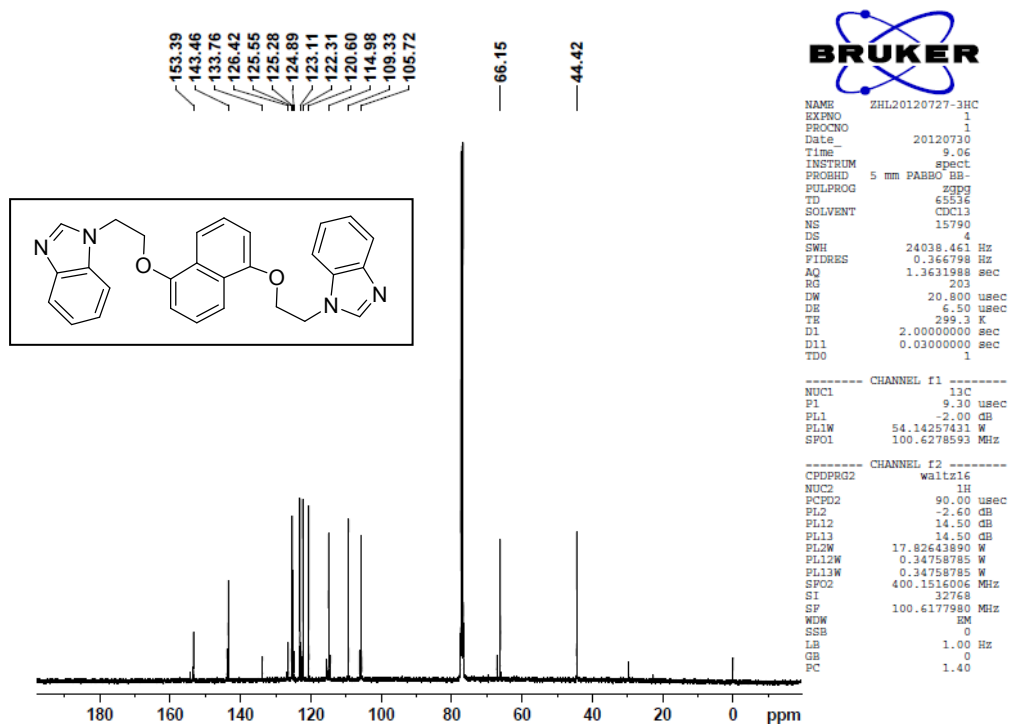 153.39
143.46
133.76
126.42
125.55
125.28
124.89
123.11
122.31
120.60
114.98
109.33
105.72
66.15
44.42
BRUKER
NAME ZHL20120727-3HC
EXPNO 1
PROCNO 1
Date_ 20120730
Time 9.06
INSTRUM spect
PROBHD 5 mm PABBO BB-
PULPROG zgpg
TD 65536
SOLVENT CDCl3
NS 15790
DS 4
SWH 24038.461 Hz
FIDRES 0.366798 Hz
AQ 1.3631988 sec
RG 203
DW 20.800 usec
DE 6.50 usec
TE 299.3 K
D1 2.00000000 sec
D11 0.03000000 sec
TD0 1
======== CHANNEL f1 ========
NUC1 13C
P1 9.30 usec
PL1 -2.00 dB
PL1W 54.14257431 W
SFO1 100.6278593 MHz
======== CHANNEL f2 ========
CPDPRG2 waltz16
NUC2 1H
PCPD2 90.00 usec
PL2 -2.60 dB
PL12 14.50 dB
PL13 14.50 dB
PL2W 17.82643890 W
PL12W 0.34758785 W
PL13W 0.34758785 W
SFO2 400.1516006 MHz
SI 32768
SF 100.6177980 MHz
WDW EM
SSB 0
LB 1.00 Hz
GB 0
PC 1.40
N N O O N N
180 160 140 120 100 80 60 40 20 0 ppm